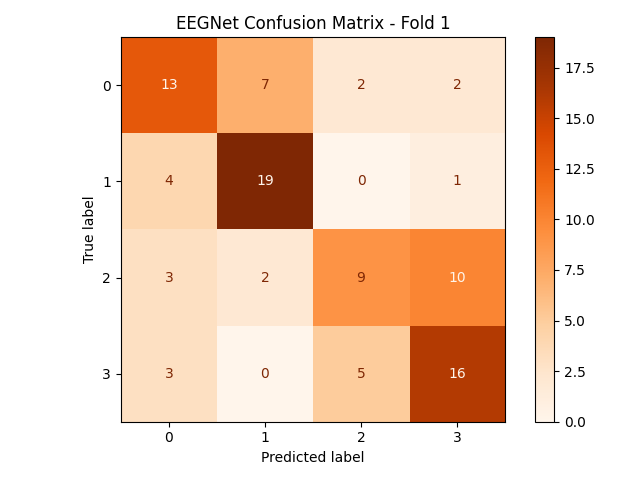 EEGNet Confusion Matrix - Fold 1
True label
0 13 7 2 2
1 4 19 0 1
2 3 2 9 10
3 3 0 5 16
0 1 2 3
Predicted label
17.5
15.0
12.5
10.0
7.5
5.0
2.5
0.0